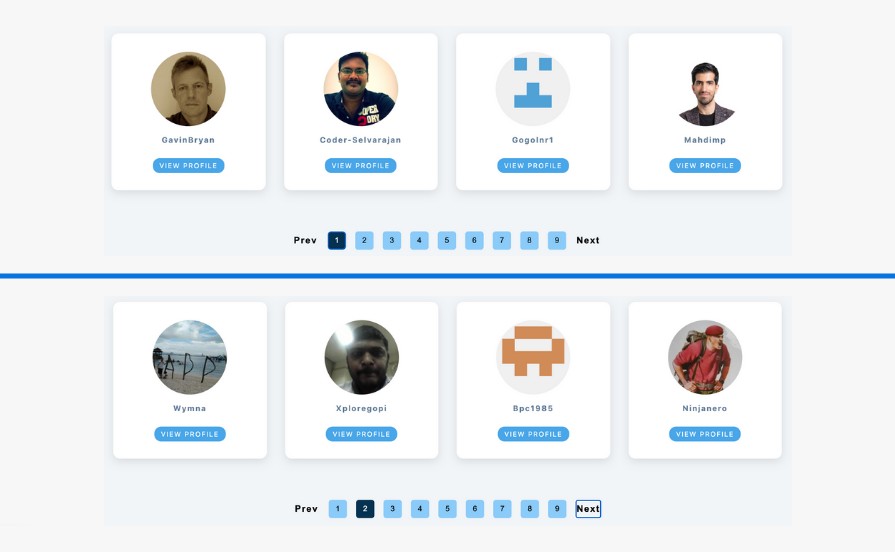 GavinBryan Coder-Selvarajan Gogolnr1 Mahdimp
VIEW PROFILE VIEW PROFILE VIEW PROFILE VIEW PROFILE
Prev 1 2 3 4 5 6 7 8 9 Next
APP
Wymna Xploregopi Bpc1985 Ninjanero
VIEW PROFILE VIEW PROFILE VIEW PROFILE VIEW PROFILE
Prev 1 2 3 4 5 6 7 8 9 Next